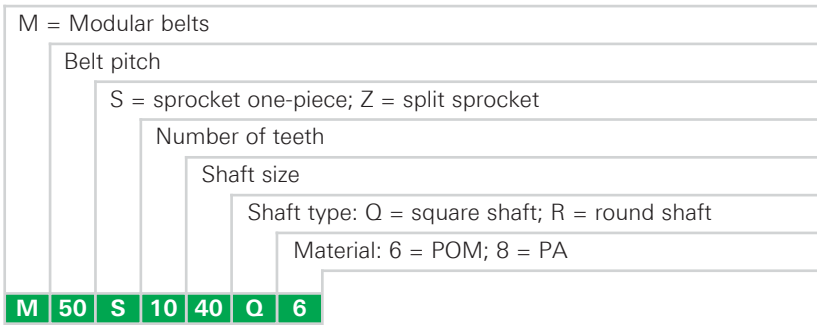 M = Modular belts
Belt pitch
S = sprocket one-piece; Z = split sprocket
Number of teeth
Shaft size
Shaft type: Q = square shaft; R = round shaft
Material: 6 = POM; 8 = PA
M 50 S 10 40 Q 6